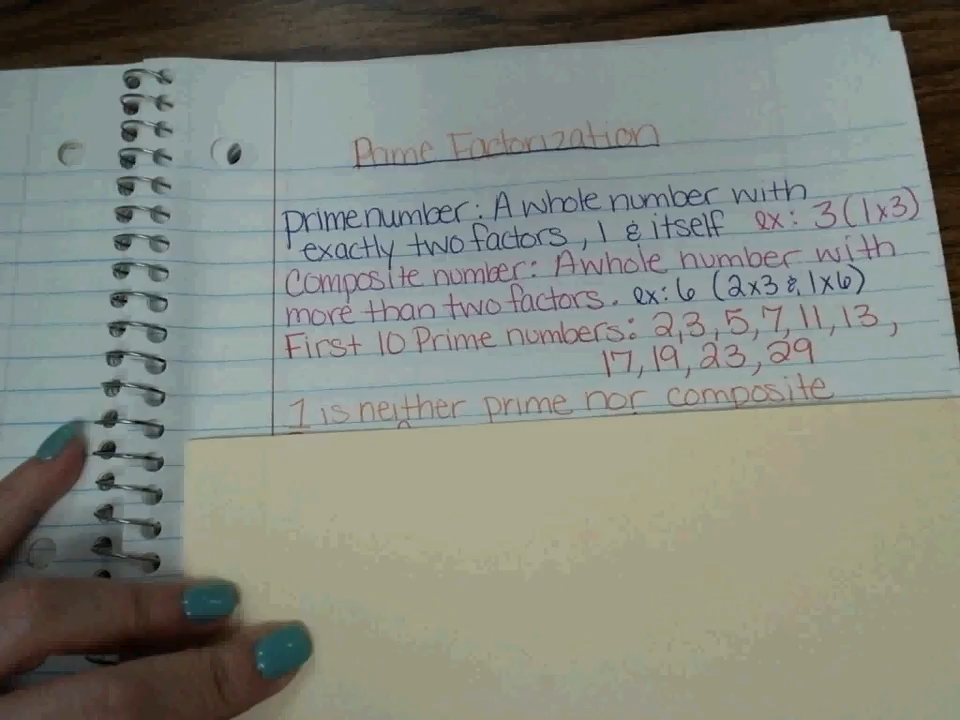 Prime Factorization
Prime number: A whole number with
exactly two factors, 1 & itself ex: 3 (1x3)
Composite number: A whole number with
more than two factors. ex: 6 (2x3 & 1x6)
First 10 Prime numbers: 2, 3, 5, 7, 11, 13,
17, 19, 23, 29
1 is neither prime nor composite